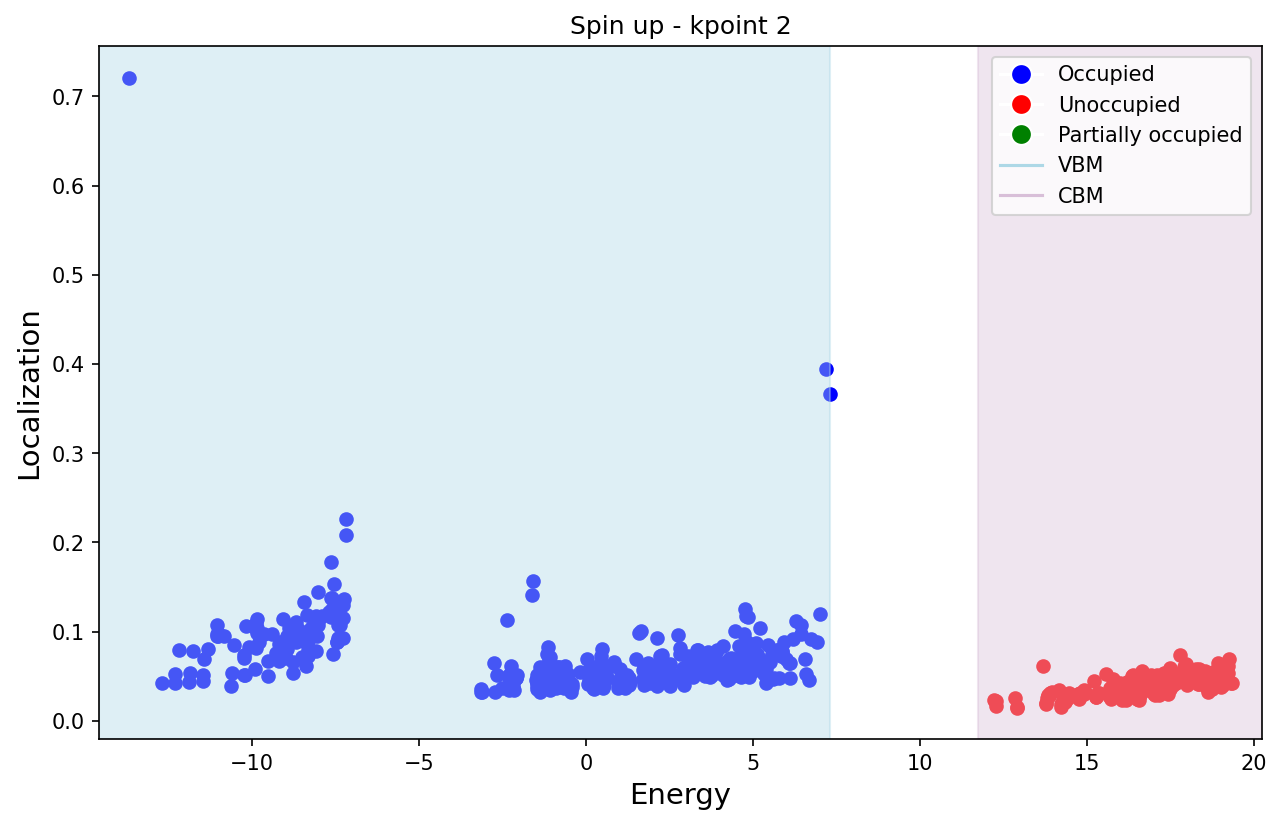 Spin up - kpoint 2
Localization
0.7
0.6
0.5
0.4
0.3
0.2
0.1
0.0
Occupied
Unoccupied
Partially occupied
VBM
CBM
−10
−5
0
5
10
15
20
Energy